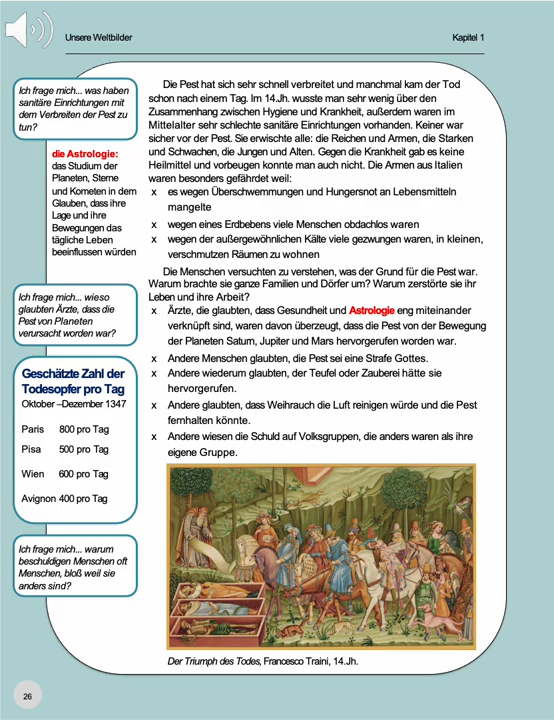 Unsere Weltbilder
Kapitel 1
Ich frage mich... was haben
sanitäre Einrichtungen mit
dem Verbreiten der Pest zu
tun?
die Astrologie:
das Studium der
Planeten, Sterne
und Kometen in dem
Glauben, dass ihre
Lage und ihre
Bewegungen das
tägliche Leben
beeinflussen würden
Ich frage mich... wieso
glaubten Ärzte, dass die
Pest von Planeten
verursacht worden war?
Geschätzte Zahl der
Todesopfer pro Tag
Oktober –Dezember 1347
Paris 800 pro Tag
Pisa 500 pro Tag
Wien 600 pro Tag
Avignon 400 pro Tag
Ich frage mich... warum
beschuldigen Menschen oft
Menschen, bloß weil sie
anders sind?
Die Pest hat sich sehr schnell verbreitet und manchmal kam der Tod
schon nach einem Tag. Im 14.Jh. wusste man sehr wenig über den
Zusammenhang zwischen Hygiene und Krankheit, außerdem waren im
Mittelalter sehr schlechte sanitäre Einrichtungen vorhanden. Keiner war
sicher vor der Pest. Sie erwischte alle: die Reichen und Armen, die Starken
und Schwachen, die Jungen und Alten. Gegen die Krankheit gab es keine
Heilmittel und vorbeugen konnte man auch nicht. Die Armen aus Italien
waren besonders gefährdet weil:
x es wegen Überschwemmungen und Hungersnot an Lebensmitteln
mangelte
x wegen eines Erdbebens viele Menschen obdachlos waren
x wegen der außergewöhnlichen Kälte viele gezwungen waren, in kleinen,
verschmutzen Räumen zu wohnen
Die Menschen versuchten zu verstehen, was der Grund für die Pest war.
Warum brachte sie ganze Familien und Dörfer um? Warum zerstörte sie ihr
Leben und ihre Arbeit?
x Ärzte, die glaubten, dass Gesundheit und Astrologie eng miteinander
verknüpft sind, waren davon überzeugt, dass die Pest von der Bewegung
der Planeten Satum, Jupiter und Mars hervorgerufen worden war.
x Andere Menschen glaubten, die Pest sei eine Strafe Gottes.
x Andere wiederum glaubten, der Teufel oder Zauberei hätte sie
hervorgerufen.
x Andere glaubten, dass Weihrauch die Luft reinigen würde und die Pest
fernhalten könnte.
x Andere wiesen die Schuld auf Volksgruppen, die anders waren als ihre
eigene Gruppe.
Der Triumph des Todes, Francesco Traini, 14.Jh.
26